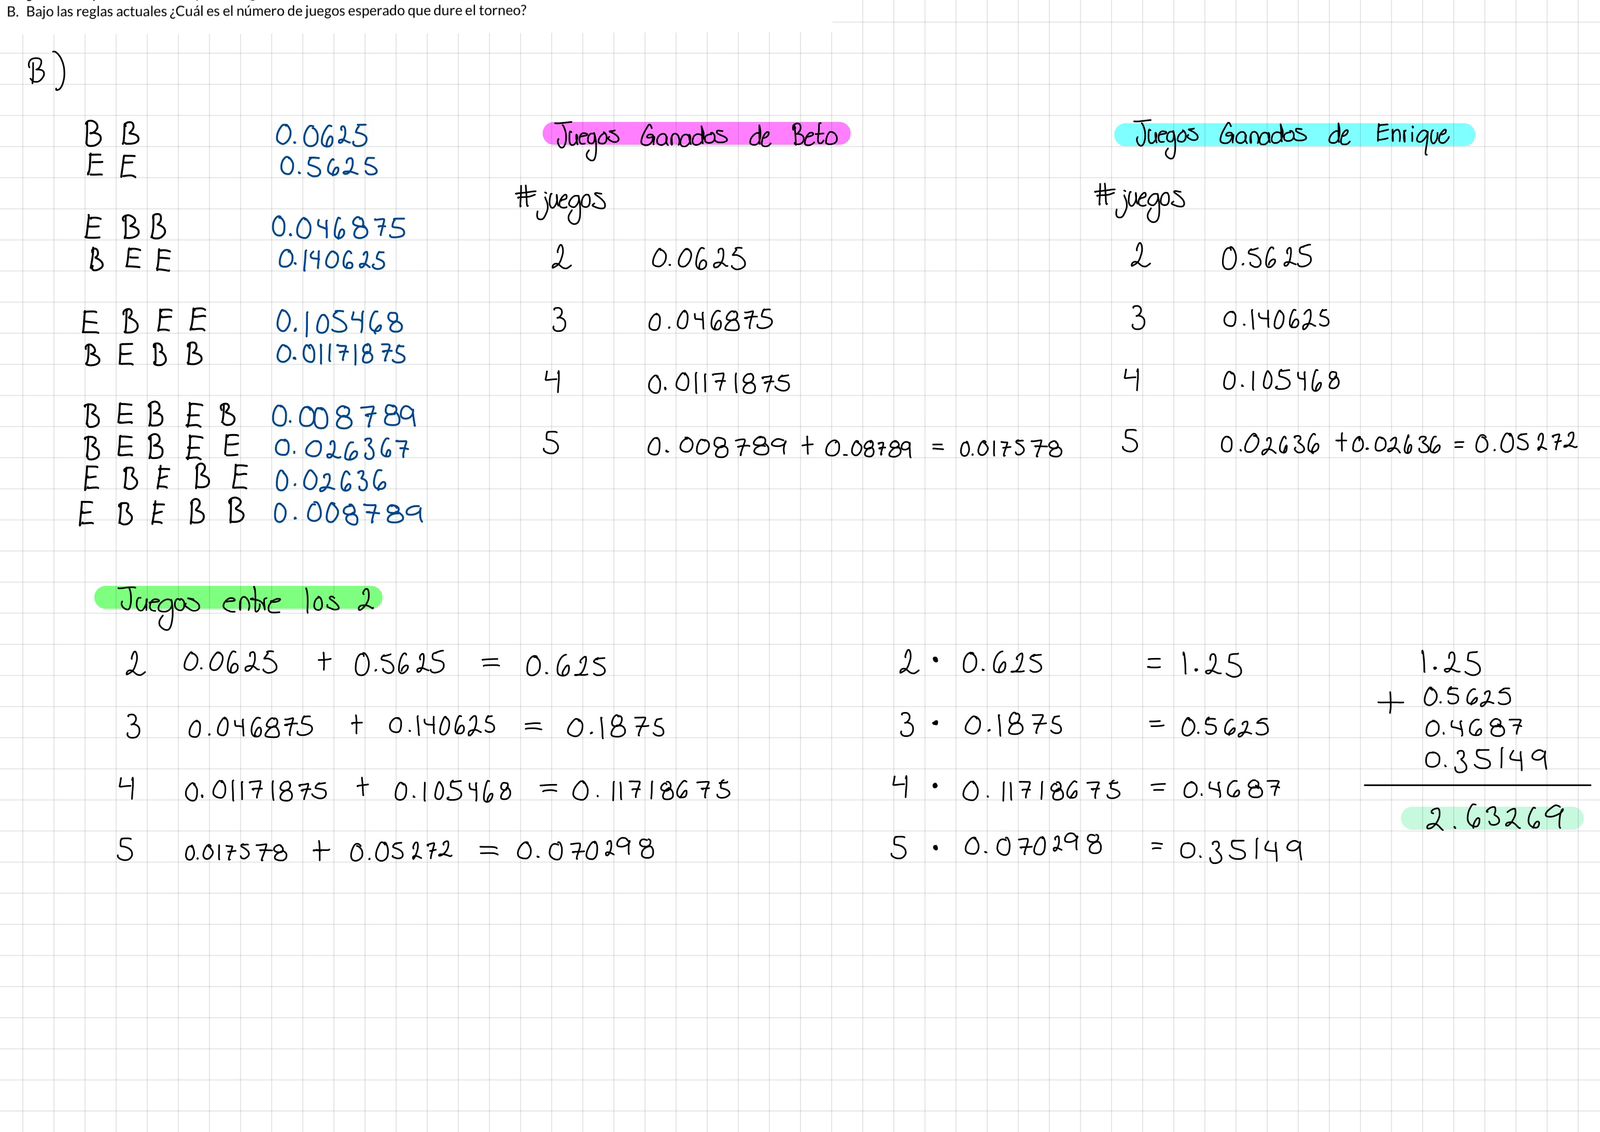 B. Bajo las reglas actuales ¿Cuál es el número de juegos esperado que dure el torneo?
B)
B B 0.0625
E E 0.5625
E B B 0.046875
B E E 0.140625
E B E E 0.105468
B E B B 0.01171875
B E B E B 0.008789
B E B E E 0.026367
E B E B E 0.02636
E B E B B 0.008789
Juegos Ganados de Beto
# juegos
2 0.0625
3 0.046875
4 0.01171875
5 0.008789 + 0.08789 = 0.017578
Juegos Ganados de Enrique
# juegos
2 0.5625
3 0.140625
4 0.105468
5 0.02636 + 0.02636 = 0.05272
Juegos entre los 2
2 0.0625 + 0.5625 = 0.625
3 0.046875 + 0.140625 = 0.1875
4 0.01171875 + 0.105468 = 0.11718675
5 0.017578 + 0.05272 = 0.070298
2 · 0.625 = 1.25
3 · 0.1875 = 0.5625
4 · 0.11718675 = 0.4687
5 · 0.070298 = 0.35149
1.25
+ 0.5625
0.4687
0.35149
2.63269